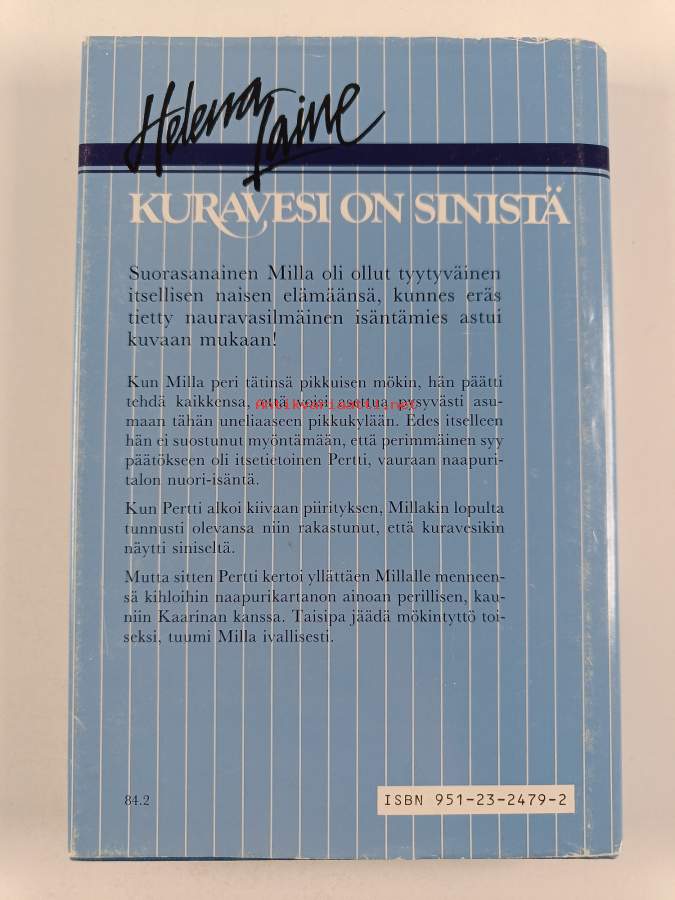 Helena Taine
KURAVESI ON SINISTÄ
Suorasanainen Milla oli ollut tyytyväinen
itsellisen naisen elämäänsä, kunnes eräs
tietty nauravasilmäinen isäntämies astui
kuvaan mukaan!
Kun Milla peri tätinsä pikkuisen mökin, hän päätti
tehdä kaikkensa, että voisi asettua pysyvästi asu-
Antikvariaatti.net
maan tähän uneliaaseen pikkukylään. Edes itselleen
hän ei suostunut myöntämään, että perimmäinen syy
päätökseen oli itsetietoinen Pertti, vauraan naapuri-
talon nuori-isäntä.
Kun Pertti alkoi kiivaan piirityksen, Millakin lopulta
tunnusti olevansa niin rakastunut, että kuravesikin
näytti siniseltä.
Mutta sitten Pertti kertoi yllättäen Millalle menneen-
sä kihloihin naapurikartanon ainoan perillisen, kau-
niin Kaarinan kanssa. Taisipa jäädä mökintyttö toi-
seksi, tuumi Milla ivallisesti.
84.2
ISBN 951-23-2479-2